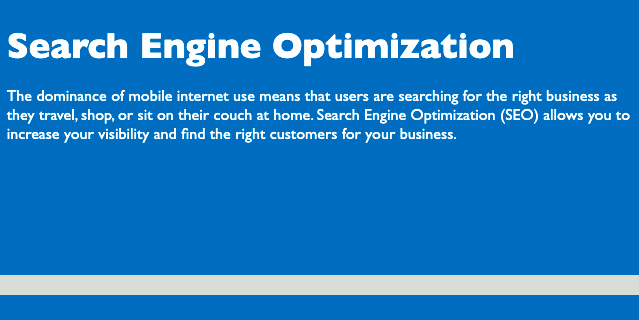 Search Engine Optimization
The dominance of mobile internet use means that users are searching for the right business as
they travel, shop, or sit on their couch at home. Search Engine Optimization (SEO) allows you to
increase your visibility and find the right customers for your business.